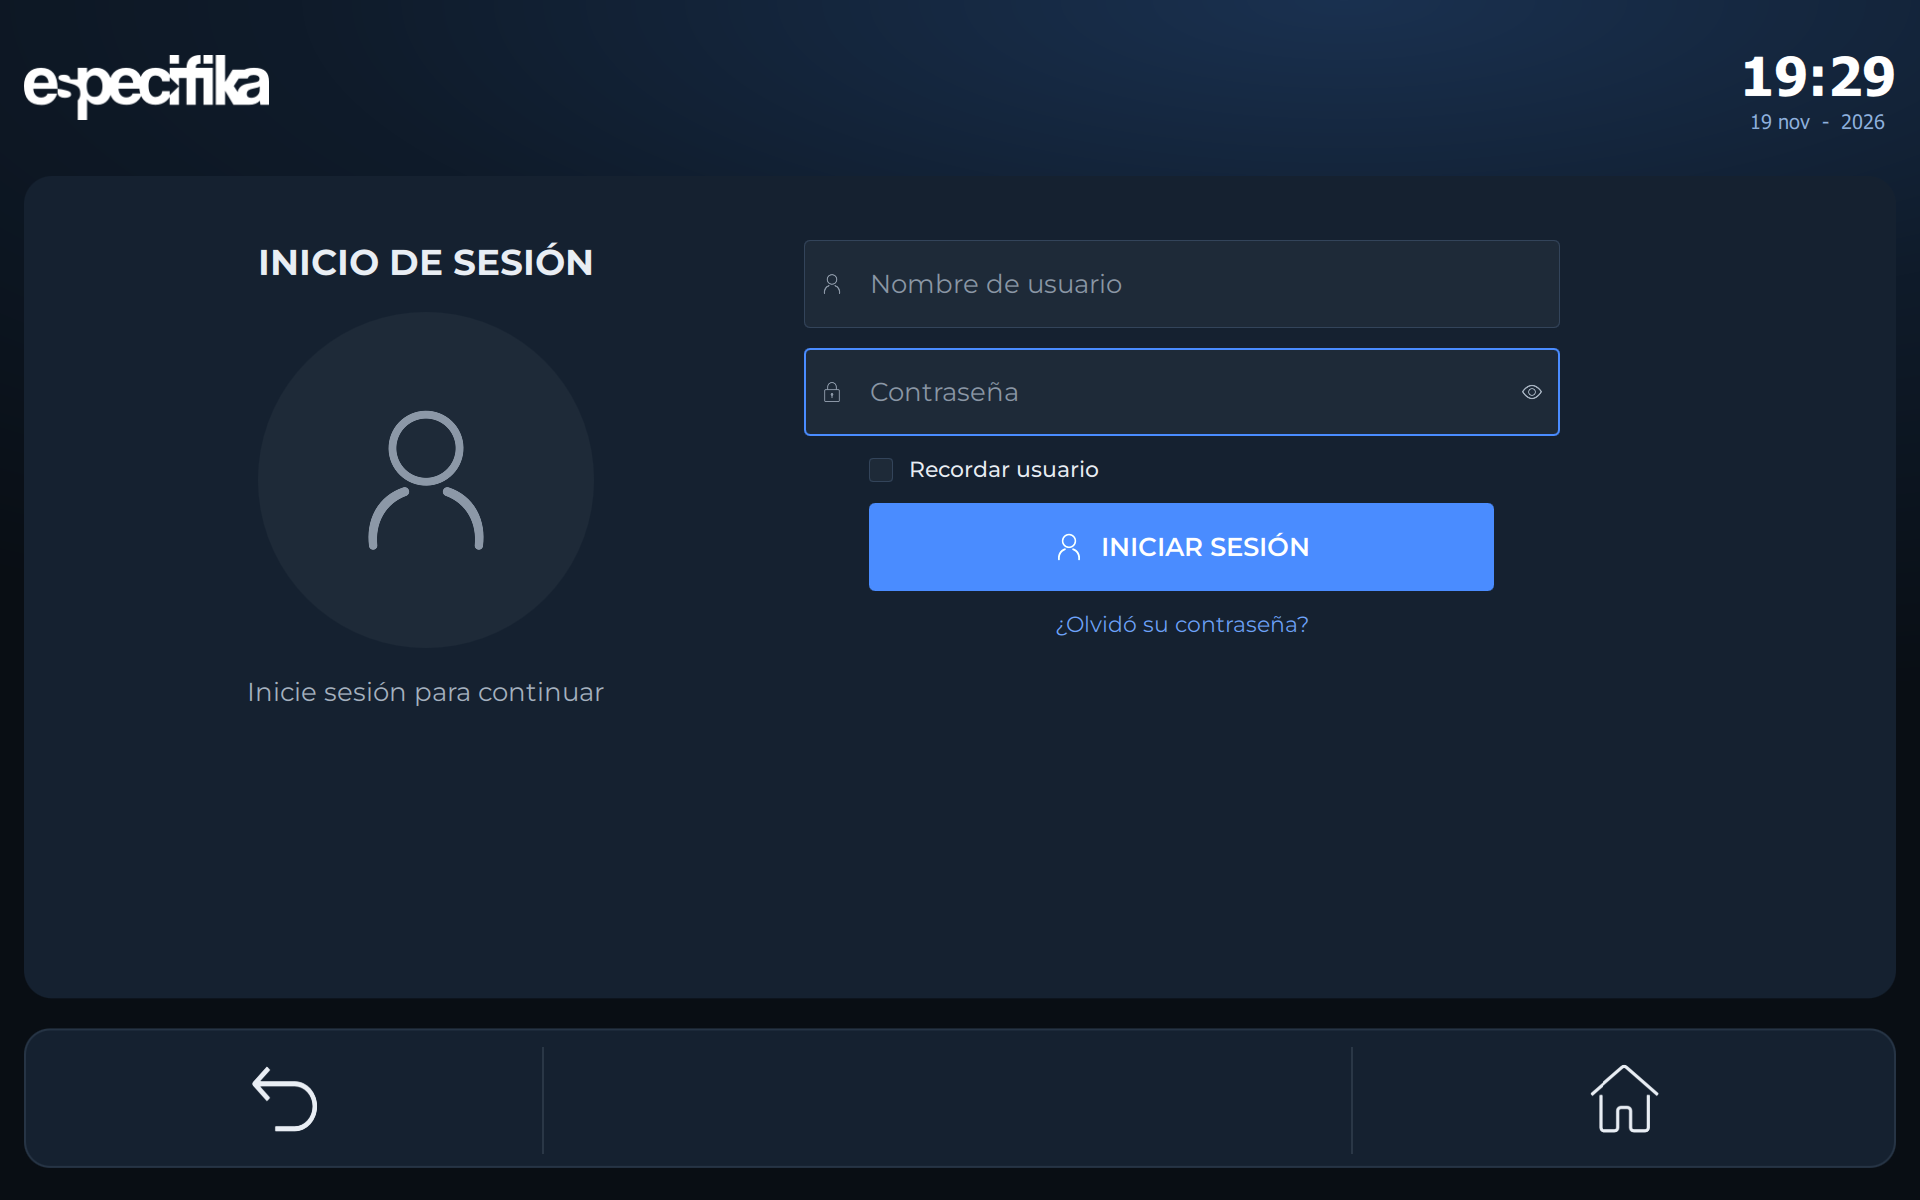 especifika
19:29
19 nov - 2026
INICIO DE SESIÓN
Nombre de usuario
Contraseña
Recordar usuario
INICIAR SESIÓN
¿Olvidó su contraseña?
Inicie sesión para continuar